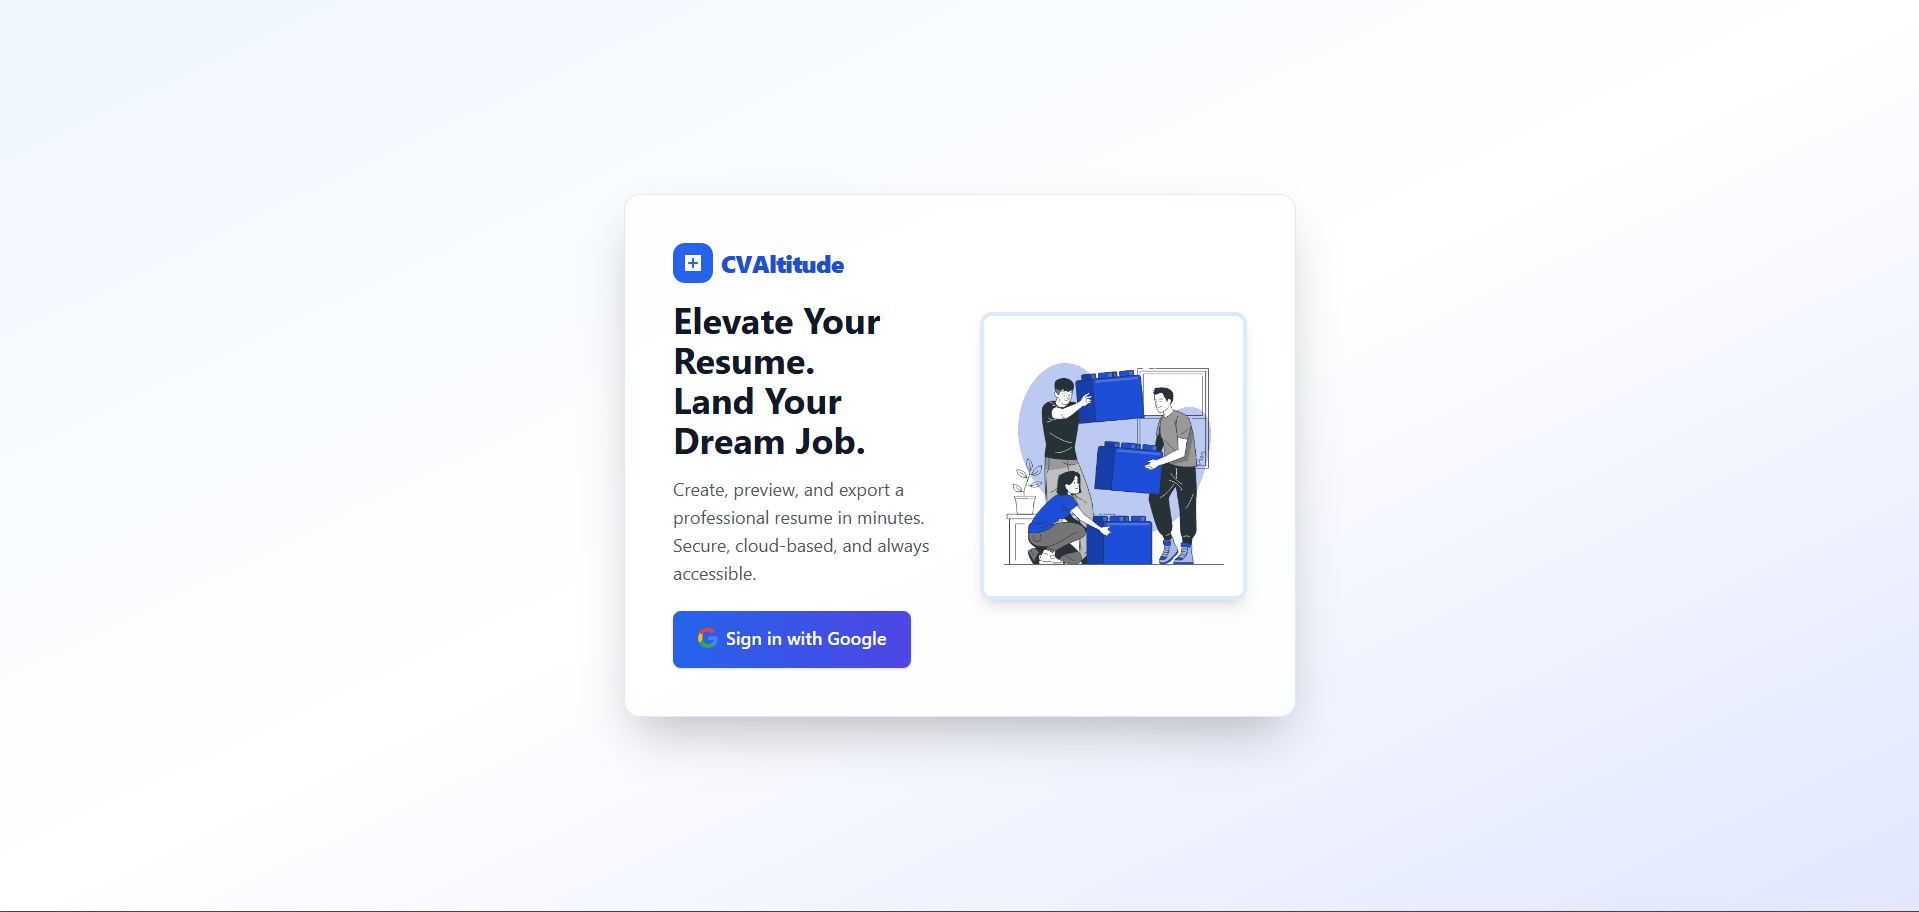 CVAltitude
Elevate Your
Resume.
Land Your
Dream Job.
Create, preview, and export a
professional resume in minutes.
Secure, cloud-based, and always
accessible.
Sign in with Google